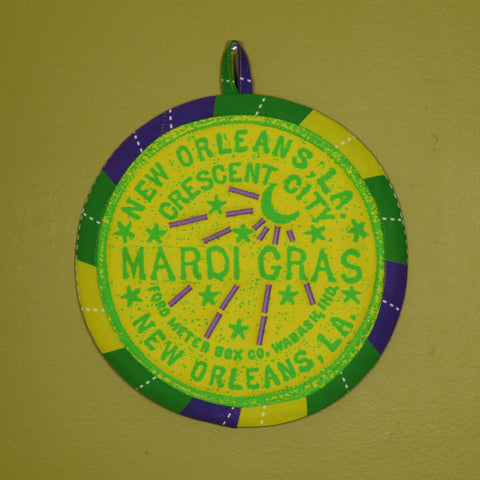 NEW ORLEANS, LA.
CRESCENT CITY
MARDI GRAS
FORD METER BOX CO. WABASH, IND.
NEW ORLEANS, LA